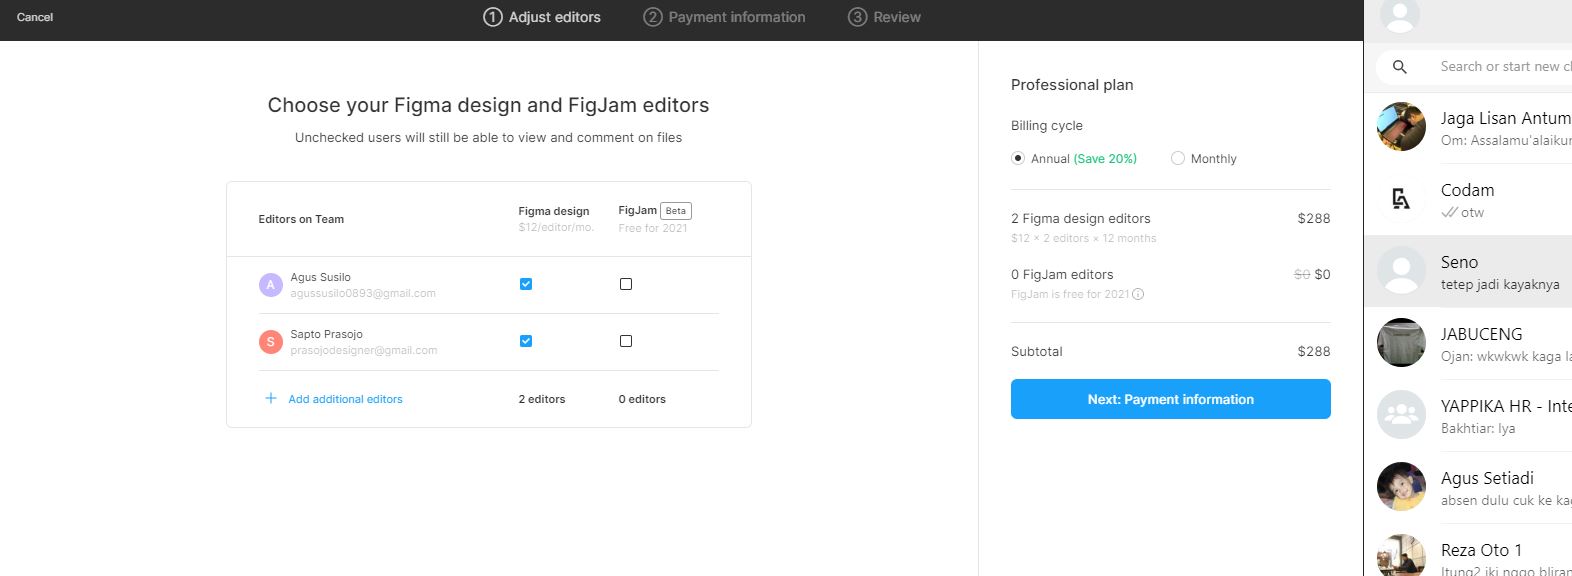 Cancel
1 Adjust editors
2 Payment information
3 Review
Choose your Figma design and FigJam editors
Unchecked users will still be able to view and comment on files
Editors on Team
Figma design
$12/editor/mo.
FigJam Beta
Free for 2021
A
Agus Susilo
agussusilo0893@gmail.com
S
Sapto Prasojo
prasojodesigner@gmail.com
+ Add additional editors
2 editors
0 editors
Professional plan
Billing cycle
Annual (Save 20%)
Monthly
2 Figma design editors $288
$12 × 2 editors × 12 months
0 FigJam editors $0 $0
FigJam is free for 2021
Subtotal $288
Next: Payment information
Search or start new
Jaga Lisan Antum
Om: Assalamu'alaikur
Codam
otw
Seno
tetep jadi kayaknya
JABUCENG
Ojan: wkwkwk kaga
YAPPIKA HR - Inte
Bakhtiar: Iya
Agus Setiadi
absen dulu cuk ke
Reza Oto 1
Itung2 iki nggo